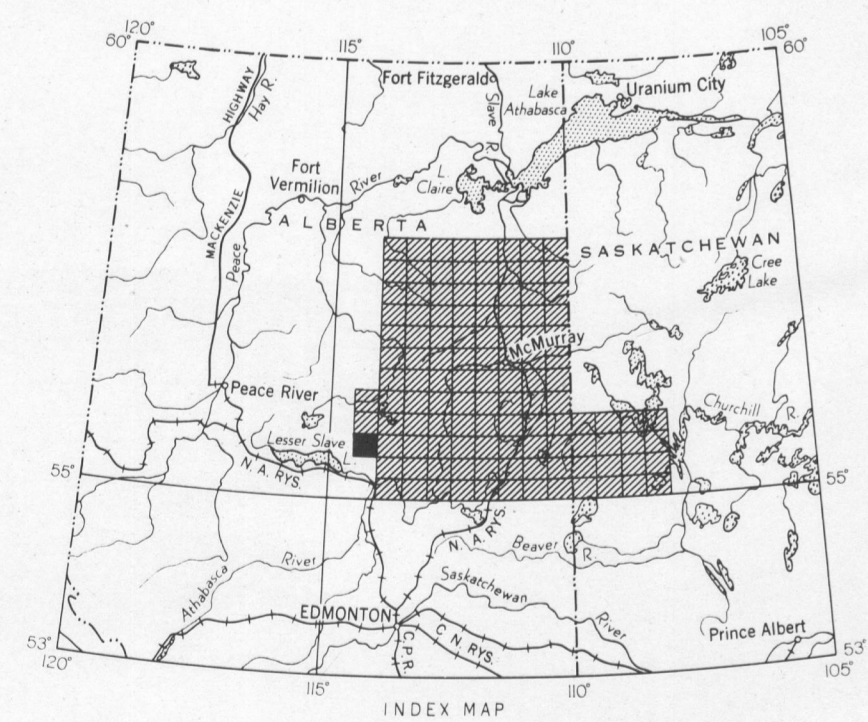 120°
60°
115°
110°
105°
60°
HIGHWAY
Hay R.
Fort Fitzgerald
Slave R.
Lake
Athabasca
Uranium City
Fort
Vermilion
River
L.
Claire
MACKENZIE
Peace
ALBERTA
SASKATCHEWAN
Cree
Lake
McMurray
Peace River
Churchill R.
Lesser Slave
L.
N. A. RYS.
55°
55°
N. A. RYS.
Beaver
R.
Athabasca
River
Saskatchewan
River
EDMONTON
C. N. RYS.
C. P. R.
Prince Albert
53°
120°
115°
110°
53°
105°
INDEX MAP